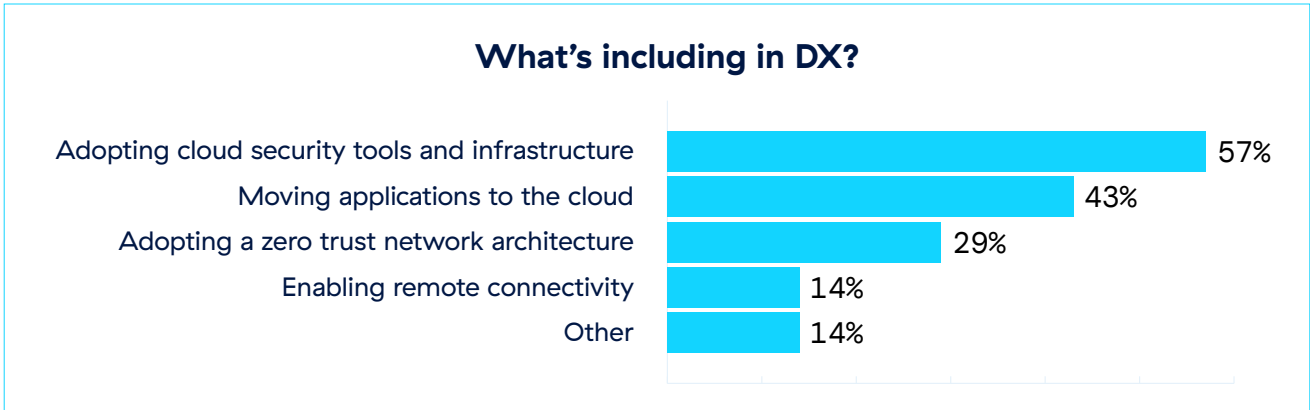 What's including in DX?
Adopting cloud security tools and infrastructure 57%
Moving applications to the cloud 43%
Adopting a zero trust network architecture 29%
Enabling remote connectivity 14%
Other 14%